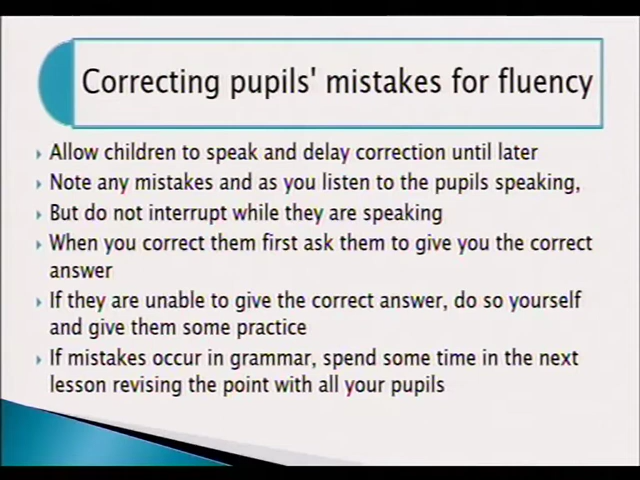 Correcting pupils' mistakes for fluency
Allow children to speak and delay correction until later
Note any mistakes and as you listen to the pupils speaking,
But do not interrupt while they are speaking
When you correct them first ask them to give you the correct
answer
If they are unable to give the correct answer, do so yourself
and give them some practice
If mistakes occur in grammar, spend some time in the next
lesson revising the point with all your pupils